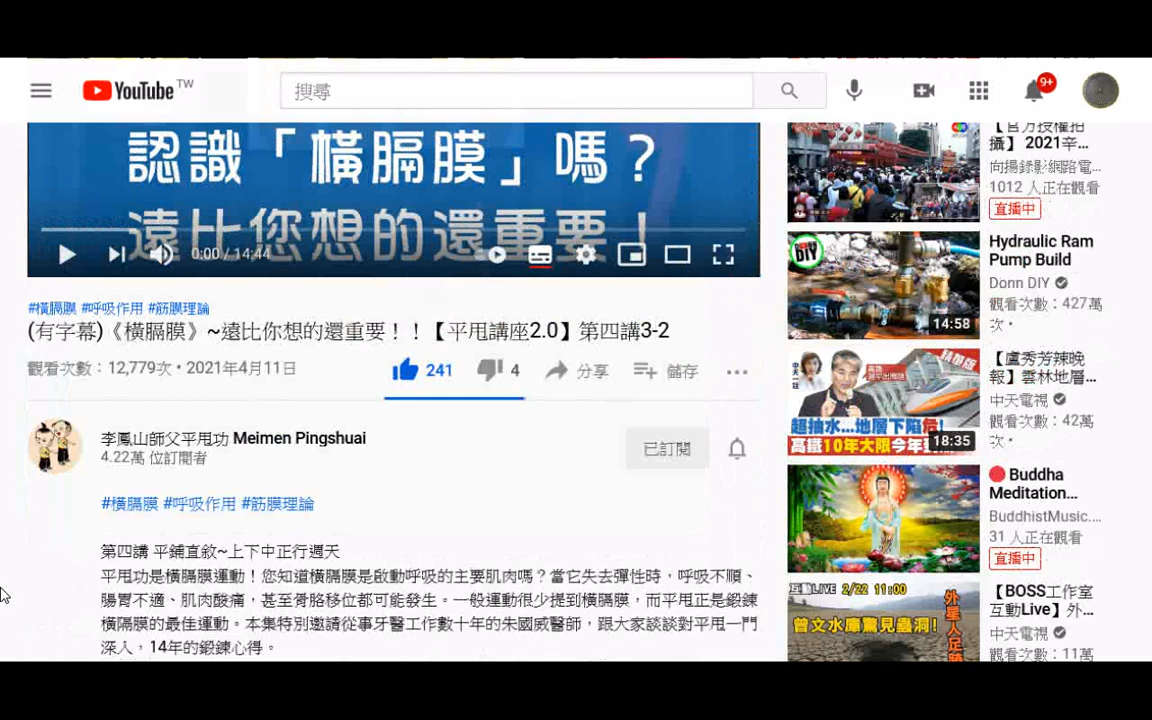 YouTube TW
搜尋
9+
認識「橫膈膜」嗎？
遠比您想的還重要！
0:00 / 14:44
#橫膈膜 #呼吸作用 #筋膜理論
(有字幕)《橫膈膜》~遠比你想的還重要！！【平甩講座2.0】第四講3-2
觀看次數：12,779次 • 2021年4月11日
241
4
分享
儲存
李鳳山師父平甩功 Meimen Pingshuai
4.22萬 位訂閱者
已訂閱
#橫膈膜 #呼吸作用 #筋膜理論
第四講 平鋪直敘~上下中正行週天
平甩功是橫膈膜運動！您知道橫膈膜是啟動呼吸的主要肌肉嗎？當它失去彈性時，呼吸不順、
腸胃不適、肌肉酸痛，甚至骨胳移位都可能發生。一般運動很少提到橫膈膜，而平甩正是鍛鍊
橫隔膜的最佳運動。本集特別邀請從事牙醫工作數十年的朱國威醫師，跟大家談談對平甩一門
深入，14年的鍛鍊心得。
【官方授權拍
攝】 2021辛...
向揚錄影網路電...
1012 人正在觀看
直播中
DIY
14:58
Hydraulic Ram
Pump Build
Donn DIY
觀看次數：427萬
次 •
精華版
超抽水...地層下陷危!
高鐵10年大限今年到
18:35
【盧秀芳辣晚
報】雲林地層...
中天電視
觀看次數：42萬
次 •
Buddha
Meditation...
BuddhistMusic....
31 人正在觀看
直播中
LIVE 2/22 11:00
曾文水庫驚見蟲洞!
外星人足跡
【BOSS工作室
互動Live】外...
中天電視
觀看次數：11萬